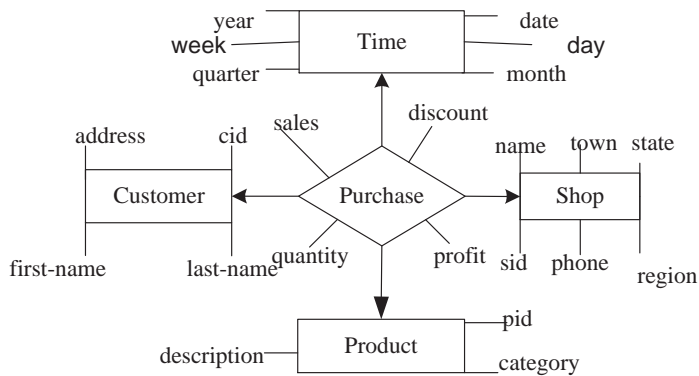 year date
week Time day
quarter month
sales discount
address cid name town state
Customer Purchase Shop
first-name last-name quantity profit sid phone region
pid
description Product
category